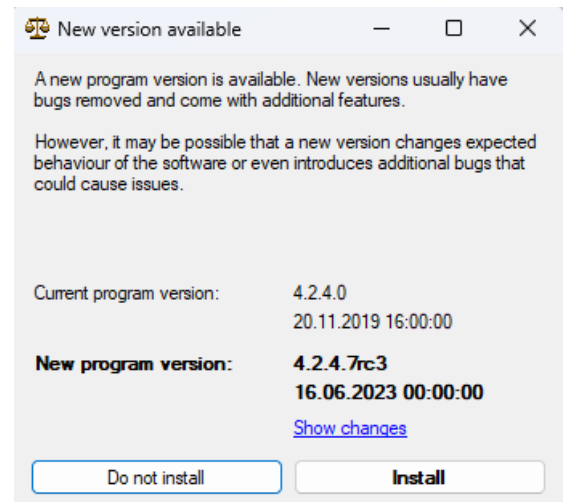 New version available
A new program version is available. New versions usually have
bugs removed and come with additional features.
However, it may be possible that a new version changes expected
behaviour of the software or even introduces additional bugs that
could cause issues.
Current program version: 4.2.4.0
20.11.2019 16:00:00
New program version: 4.2.4.7rc3
16.06.2023 00:00:00
Show changes
Do not install Install